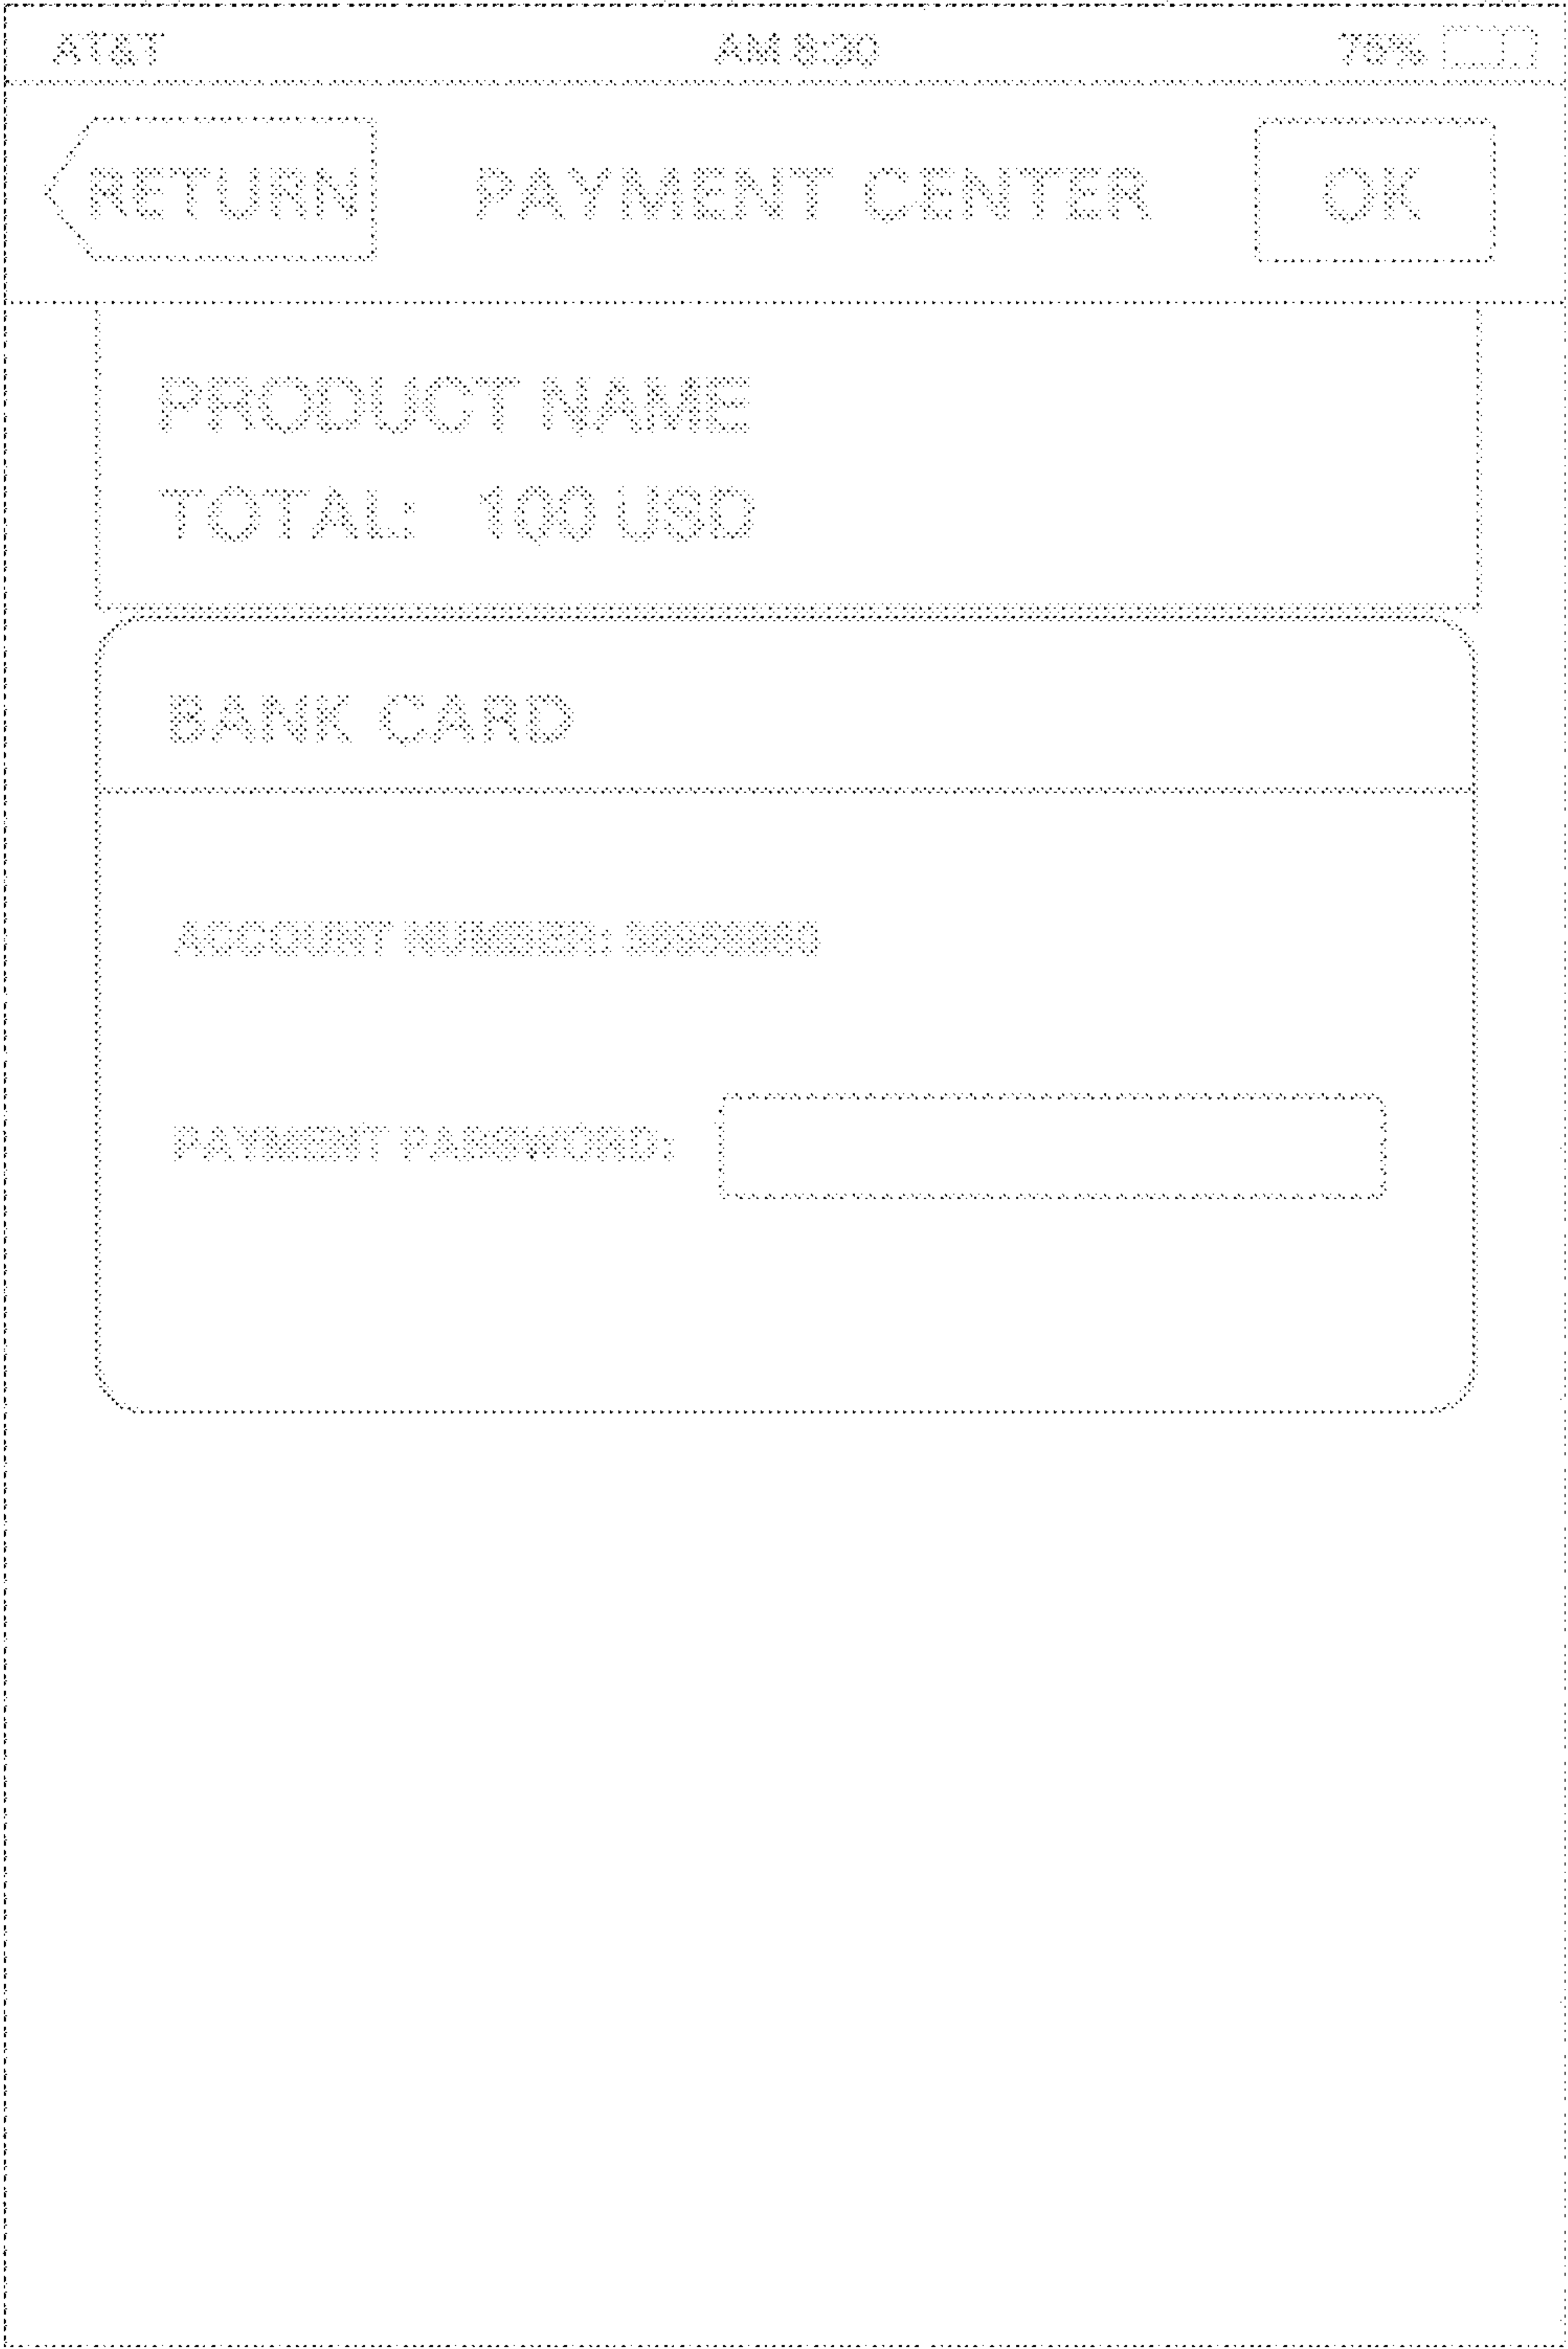 AT&T AM 8:30
RETURN PAYMENT CENTER OK
PRODUCT NAME
TOTAL: 100 USD
BANK CARD
ACCOUNT NUMBER:
PAYMENT PASSWORD: